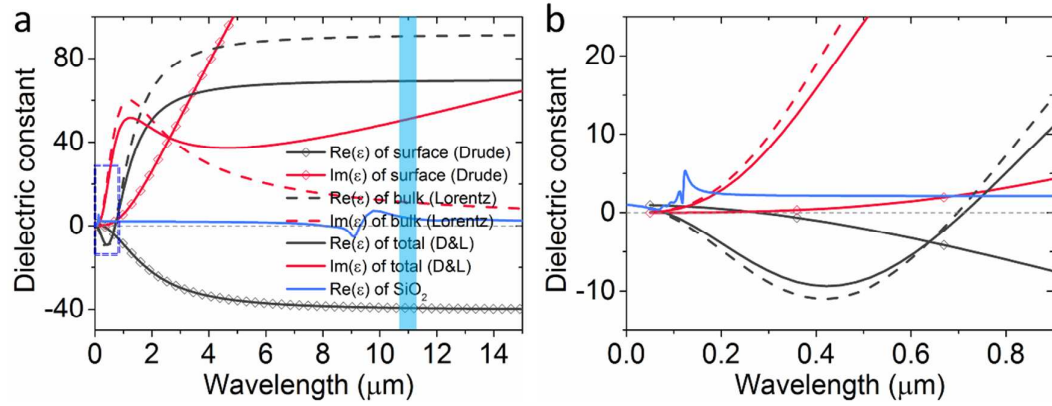 a
b
Dielectric constant
80
40
0
-40
Re(ε) of surface (Drude)
Im(ε) of surface (Drude)
Re(ε) of bulk (Lorentz)
Im(ε) of bulk (Lorentz)
Re(ε) of total (D&L)
Im(ε) of total (D&L)
Re(ε) of SiO₂
0 2 4 6 8 10 12 14
Wavelength (μm)
Dielectric constant
20
10
0
-10
0.0 0.2 0.4 0.6 0.8
Wavelength (μm)